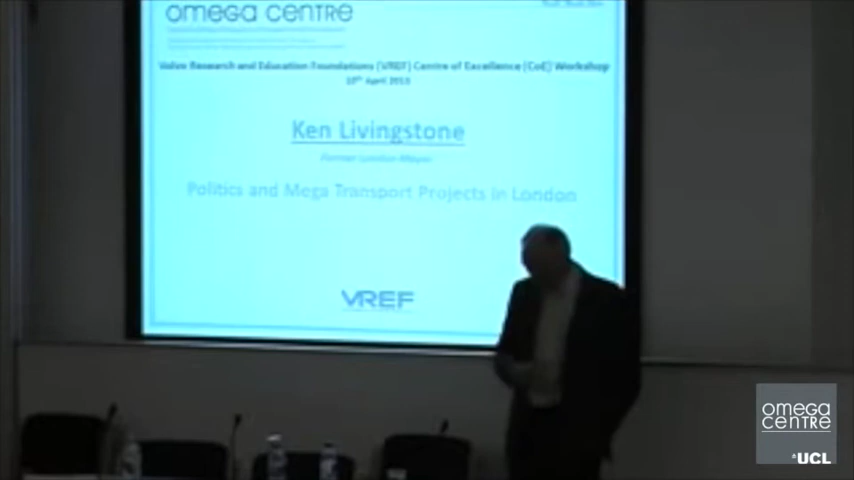 omega centre
Volvo Research and Education Foundations (VREF) Centre of Excellence (CoE) Workshop
Ken Livingstone
Former London Mayor
Politics and Mega Transport Projects in London
VREF
omega
centre
UCL